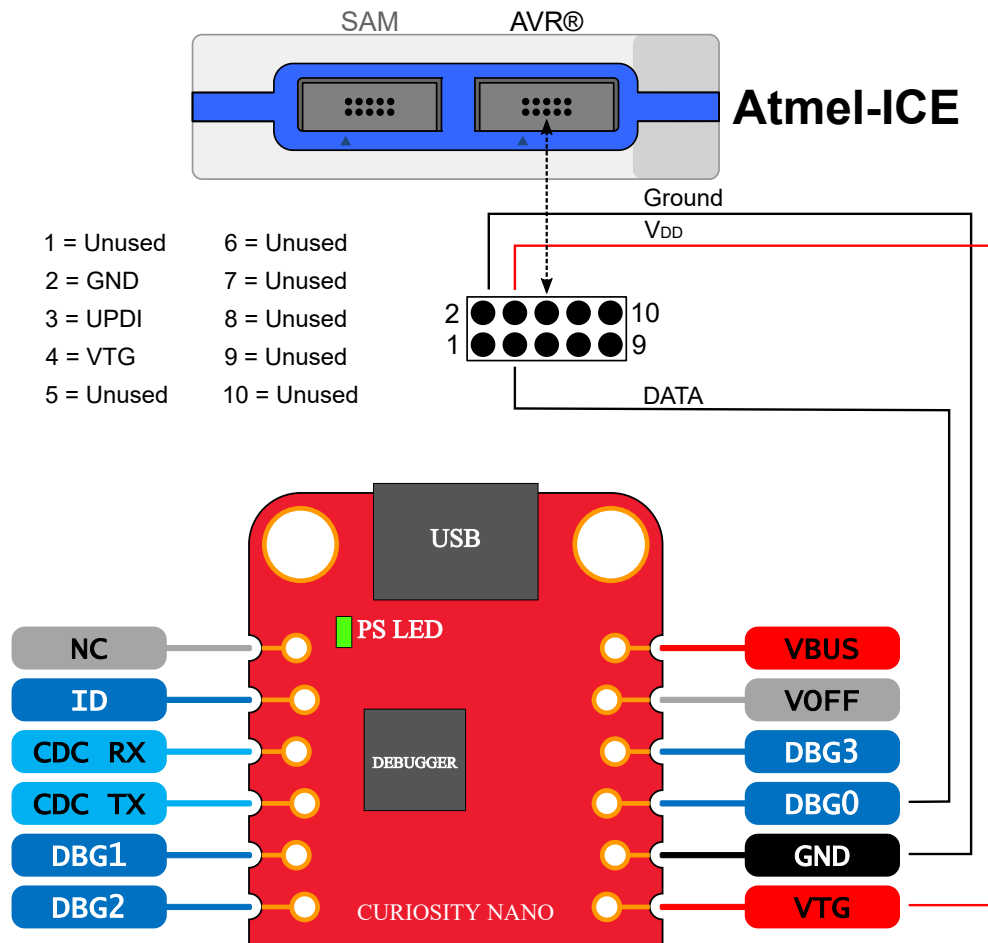 SAM AVR®
Atmel-ICE
Ground
VDD
1 = Unused 6 = Unused
2 = GND 7 = Unused
3 = UPDI 8 = Unused
4 = VTG 9 = Unused
5 = Unused 10 = Unused
2 10
1 9
DATA
USB
PS LED
NC VBUS
ID VOFF
CDC RX DEBUGGER DBG3
CDC TX DBG0
DBG1 GND
DBG2 CURIOSITY NANO VTG